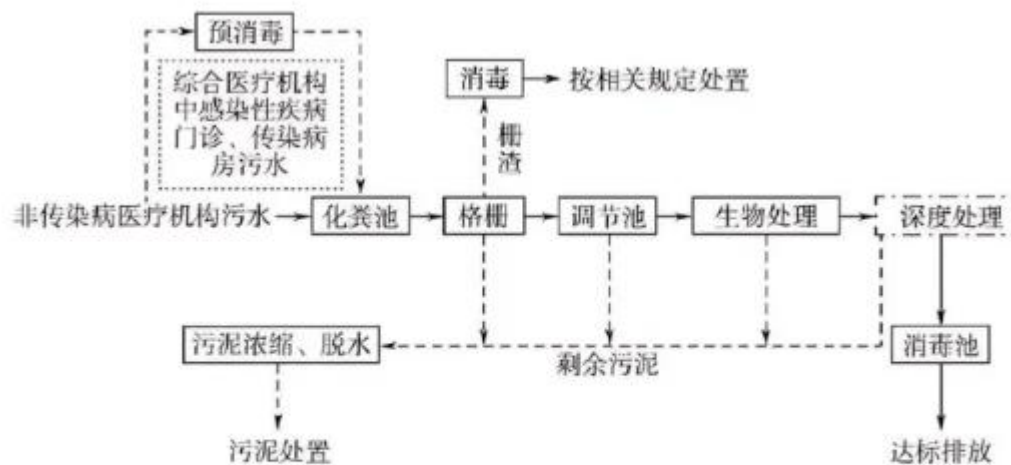 预消毒
综合医疗机构
中感染性疾病
门诊、传染病
房污水
消毒
按相关规定处置
栅渣
非传染病医疗机构污水
化粪池
格栅
调节池
生物处理
深度处理
污泥浓缩、脱水
剩余污泥
消毒池
污泥处置
达标排放